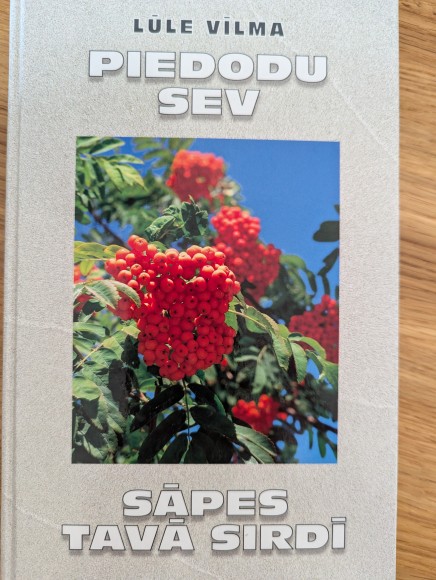 LŪLE VĪLMA
PIEDODU
SEV
SĀPES
TAVĀ SIRDĪ